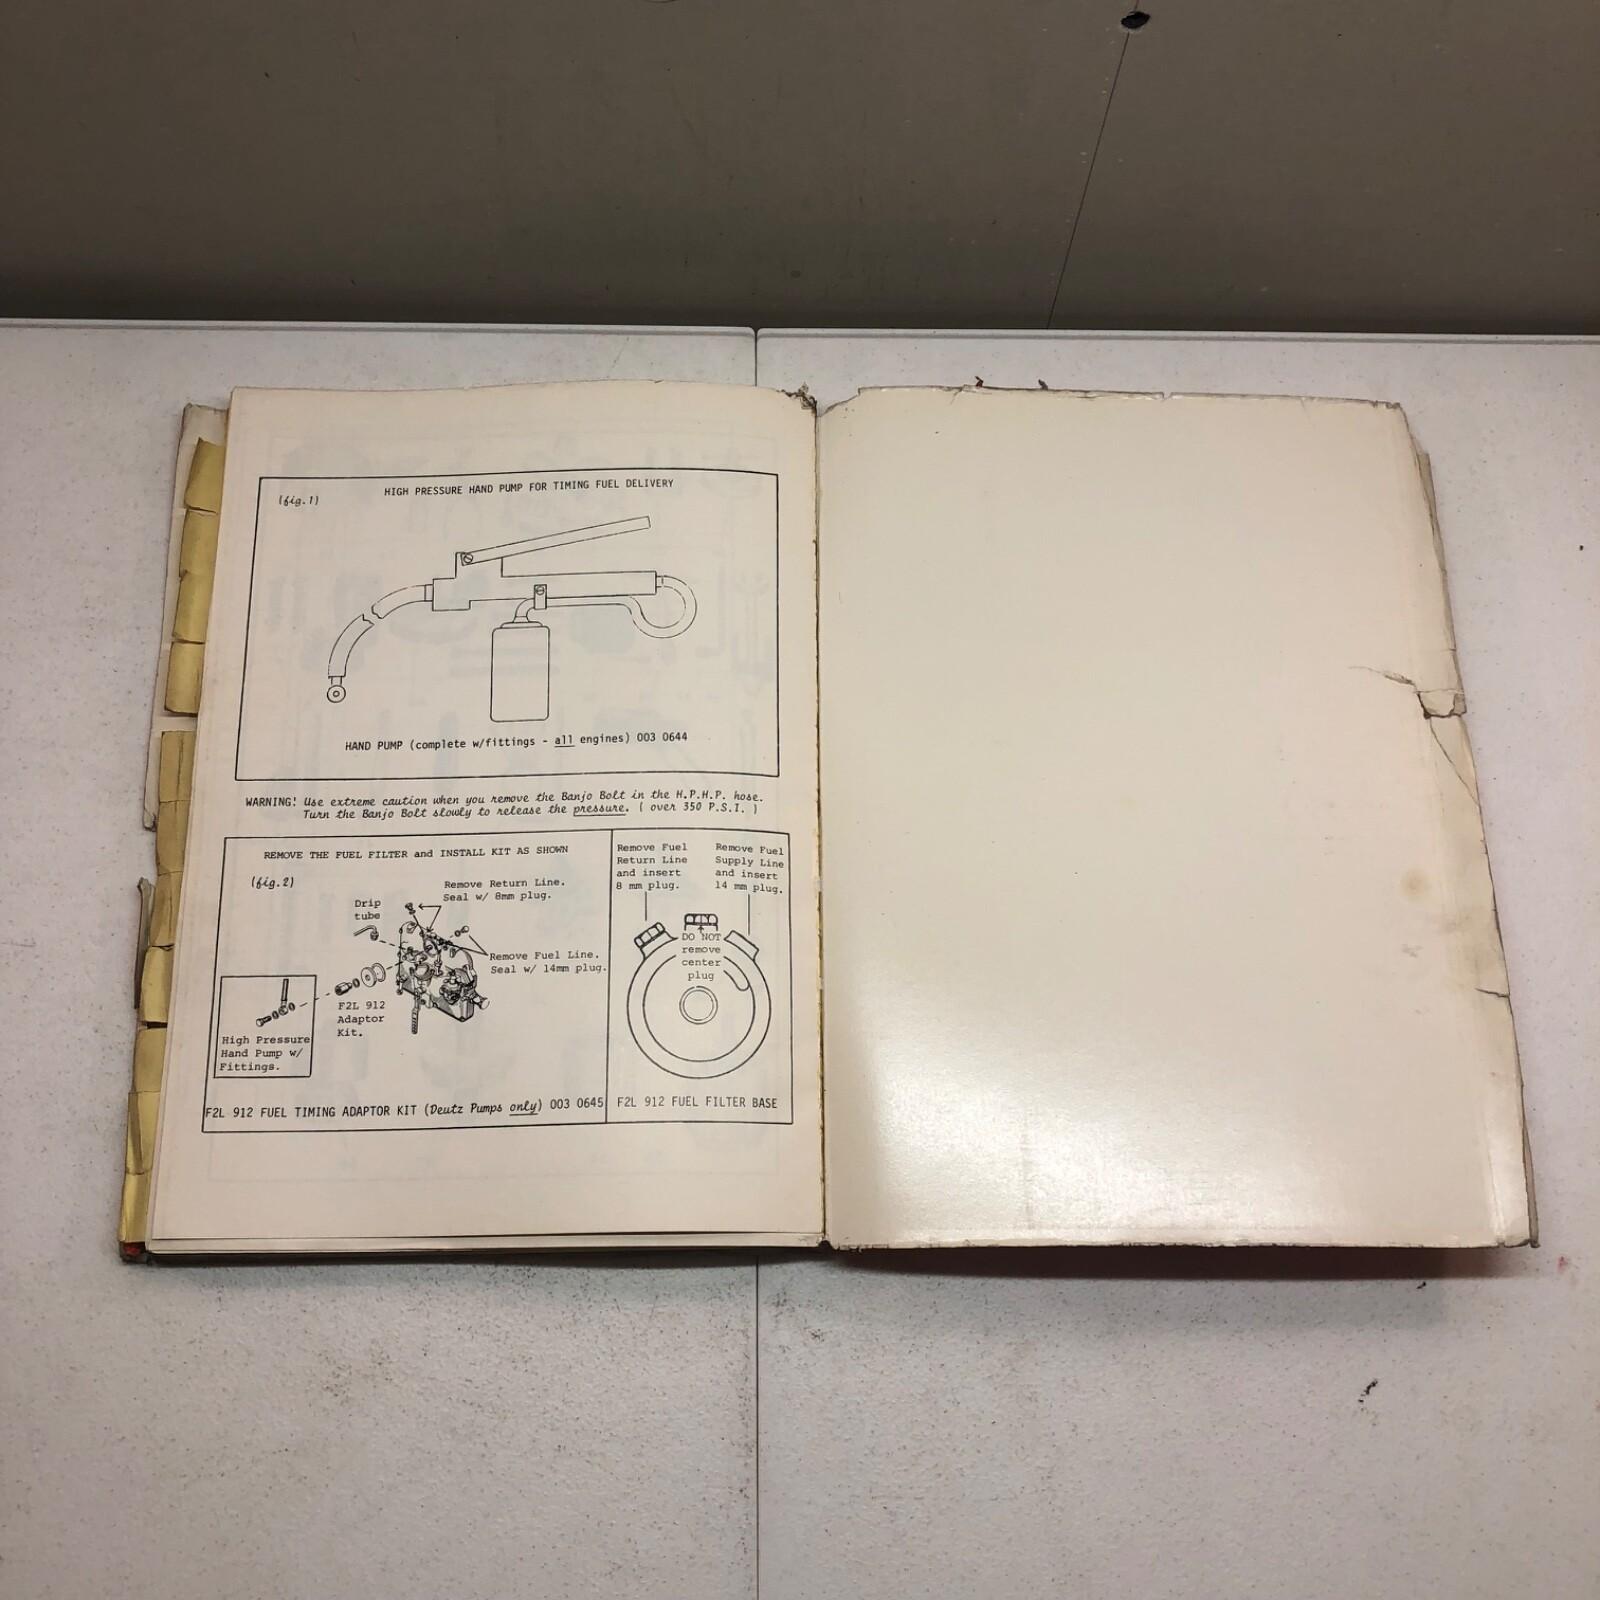 HIGH PRESSURE HAND PUMP FOR TIMING FUEL DELIVERY
(fig.1)
HAND PUMP (complete w/fittings - all engines) 003 0644
WARNING! Use extreme caution when you remove the Banjo Bolt in the H.P.H.P. hose.
Turn the Banjo Bolt slowly to release the pressure. ( over 350 P.S.I. )
REMOVE THE FUEL FILTER and INSTALL KIT AS SHOWN
(fig.2)
Remove Return Line.
Seal w/ 8mm plug.
Drip
tube
Remove Fuel Line.
Seal w/ 14mm plug.
F2L 912
Adaptor
Kit.
High Pressure
Hand Pump w/
Fittings.
F2L 912 FUEL TIMING ADAPTOR KIT (Deutz Pumps only) 003 0645
Remove Fuel
Return Line
and insert
8 mm plug.
Remove Fuel
Supply Line
and insert
14 mm plug.
DO NOT
remove
center
plug
F2L 912 FUEL FILTER BASE